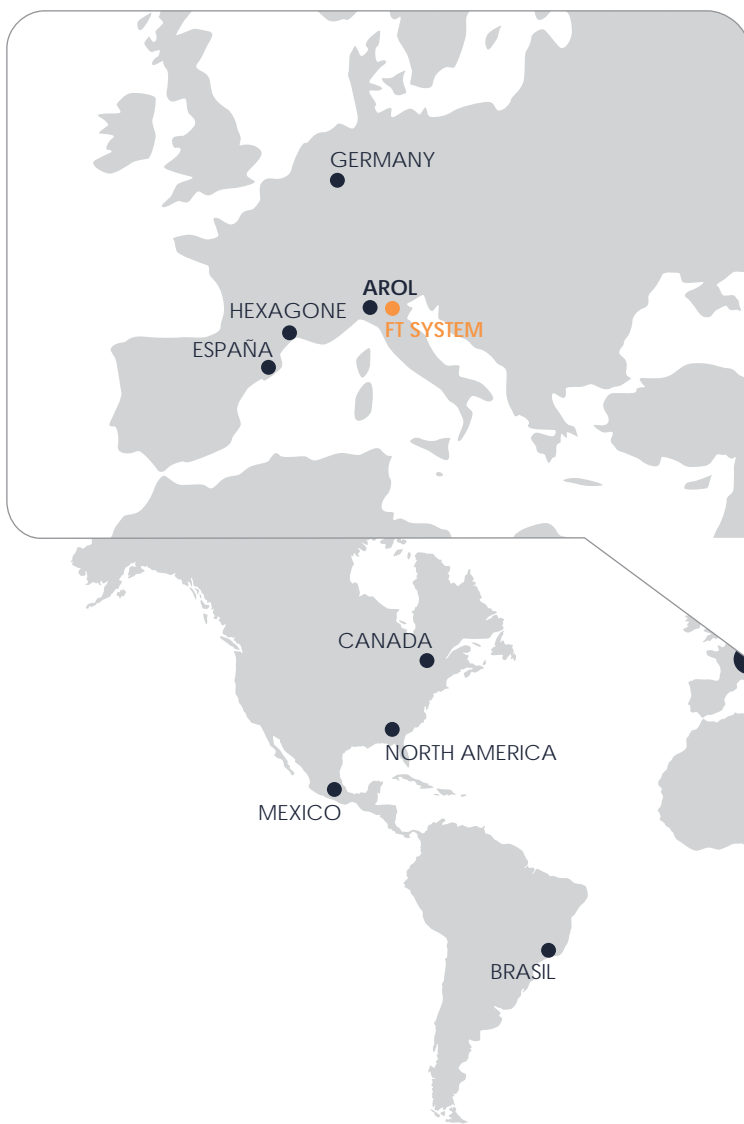 GERMANY
AROL
HEXAGONE
FT SYSTEM
ESPAÑA
CANADA
NORTH AMERICA
MEXICO
BRASIL